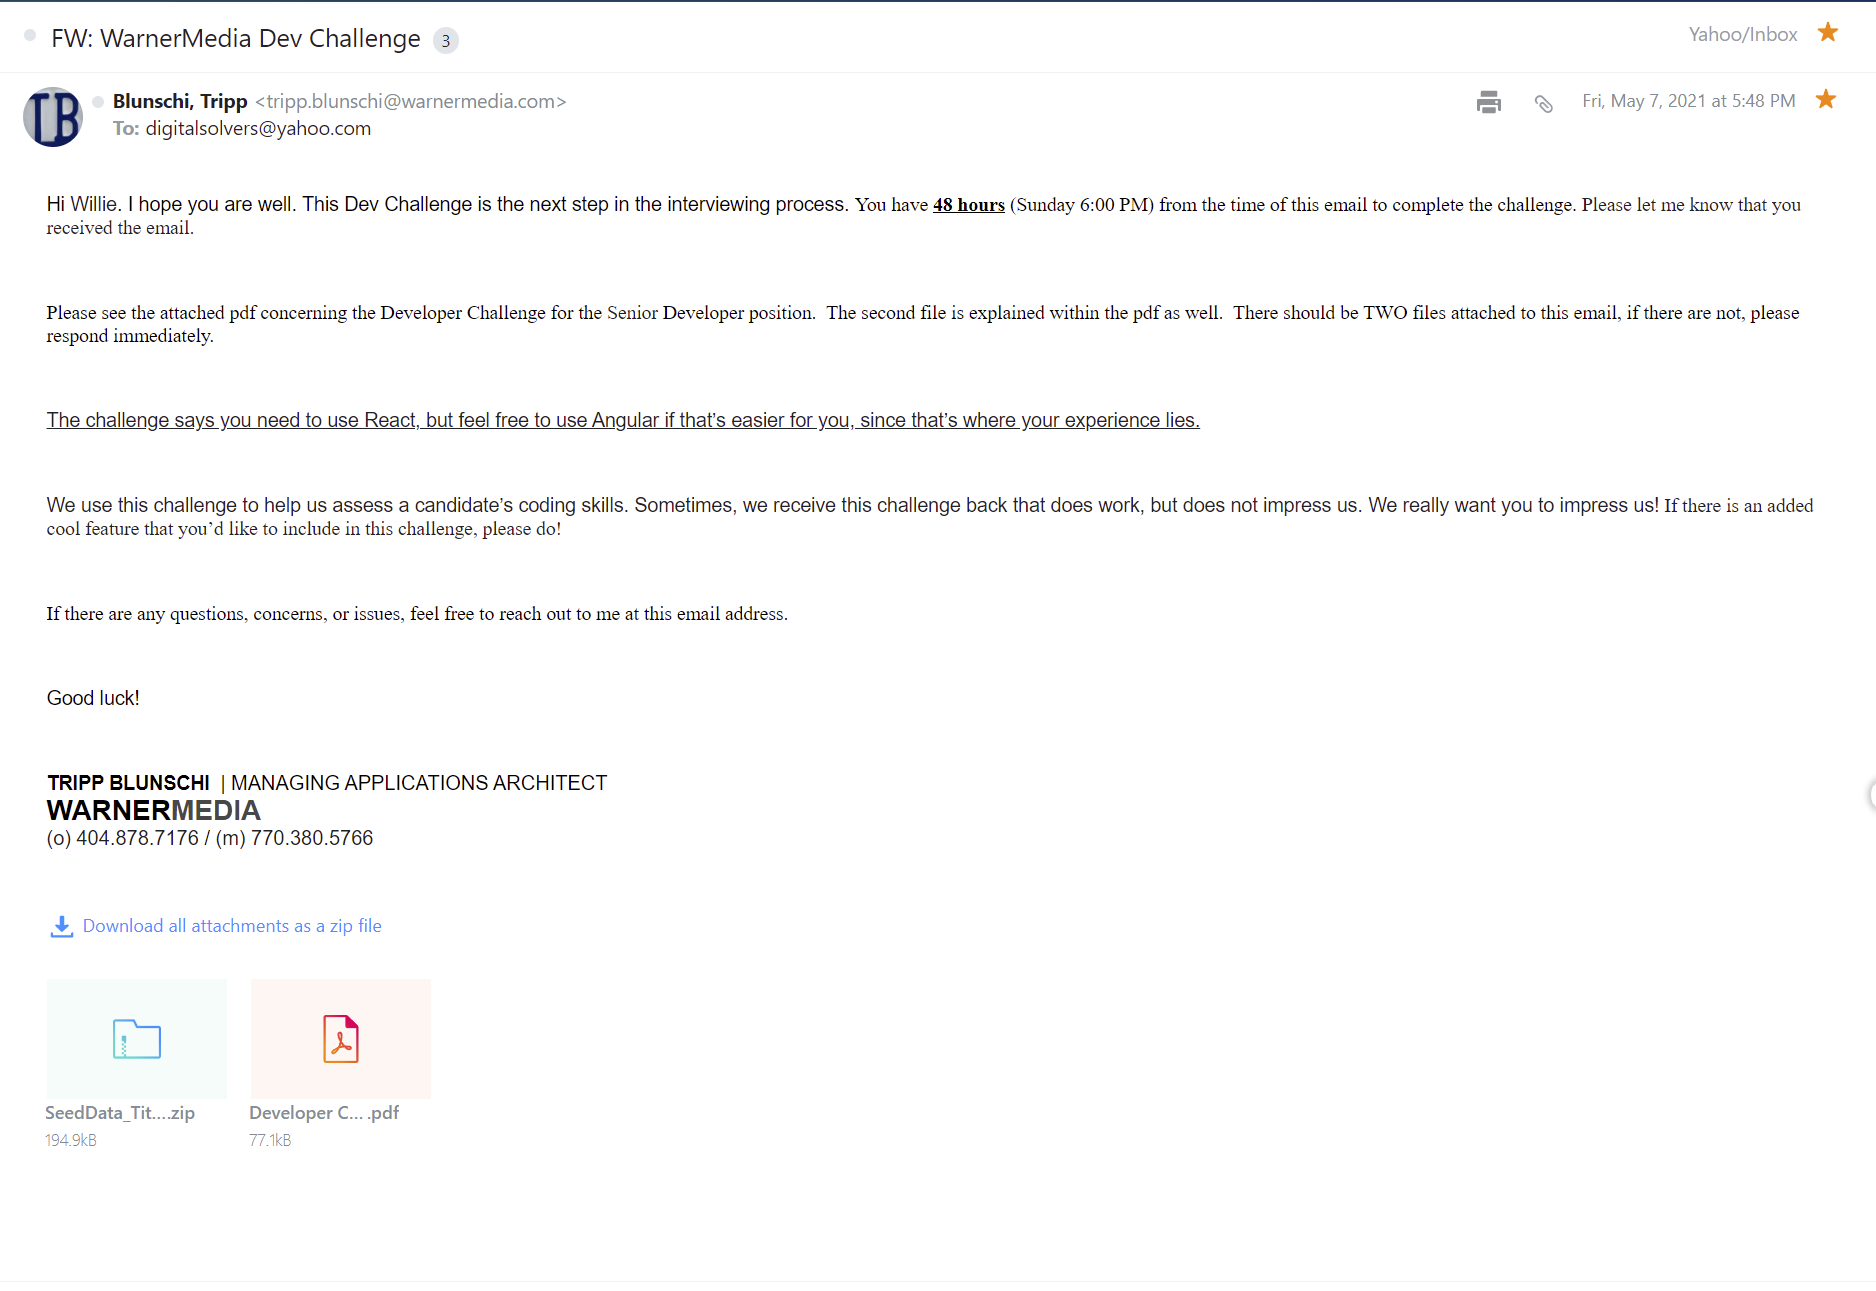 FW: WarnerMedia Dev Challenge 3
Yahoo/Inbox
TB
Blunschi, Tripp <tripp.blunschi@warnermedia.com>
Fri, May 7, 2021 at 5:48 PM
To: digitalsolvers@yahoo.com
Hi Willie. I hope you are well. This Dev Challenge is the next step in the interviewing process. You have 48 hours (Sunday 6:00 PM) from the time of this email to complete the challenge. Please let me know that you
received the email.
Please see the attached pdf concerning the Developer Challenge for the Senior Developer position.  The second file is explained within the pdf as well.  There should be TWO files attached to this email, if there are not, please
respond immediately.
The challenge says you need to use React, but feel free to use Angular if that’s easier for you, since that’s where your experience lies.
We use this challenge to help us assess a candidate’s coding skills. Sometimes, we receive this challenge back that does work, but does not impress us. We really want you to impress us! If there is an added
cool feature that you’d like to include in this challenge, please do!
If there are any questions, concerns, or issues, feel free to reach out to me at this email address.
Good luck!
TRIPP BLUNSCHI  | MANAGING APPLICATIONS ARCHITECT
WARNERMEDIA
(o) 404.878.7176 / (m) 770.380.5766
Download all attachments as a zip file
SeedData_Tit....zip
194.9kB
Developer C... .pdf
77.1kB